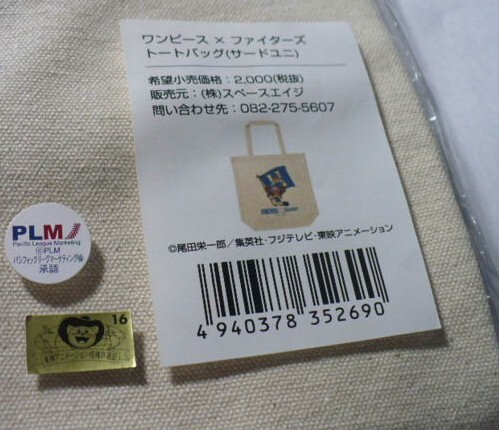 ワンピース × ファイターズ
トートバッグ(サードユニ)
希望小売価格：2,000(税抜)
販売元：(株)スペースエイジ
問い合わせ先：082-275-5607
©尾田栄一郎／集英社・フジテレビ・東映アニメーション
4 940378 352690
PLM
Pacific League Marketing
©PLM
パシフィックリーグマーケティング㈱
承認
16